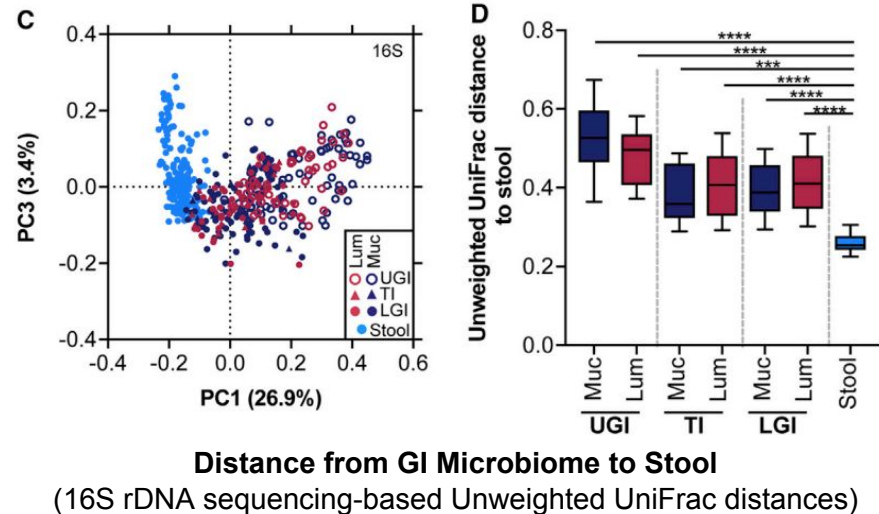 C
16S
0.4
0.2
0.0
-0.2
-0.4
-0.4
-0.2
0.0
0.2
0.4
0.6
PC3 (3.4%)
PC1 (26.9%)
Lum
Muc
UGI
TI
LGI
Stool
D
Unweighted UniFrac distance
to stool
0.8
0.6
0.4
0.2
0.0
****
****
***
****
****
****
Muc
Lum
Muc
Lum
Muc
Lum
Stool
UGI
TI
LGI
Distance from GI Microbiome to Stool
(16S rDNA sequencing-based Unweighted UniFrac distances)